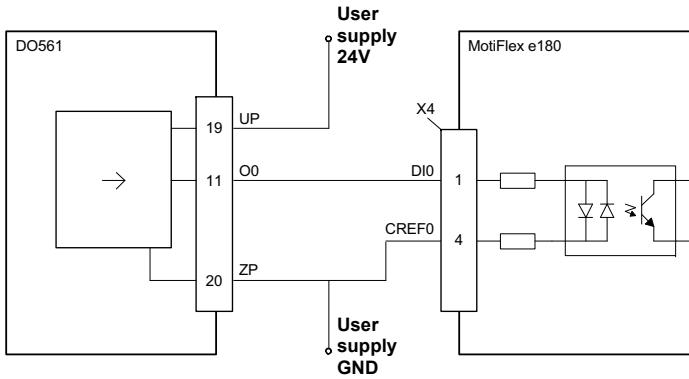 User
supply
24V
DO561
MotiFlex e180
X4
19
UP
11
O0
DI0
1
CREF0
4
20
ZP
User
supply
GND